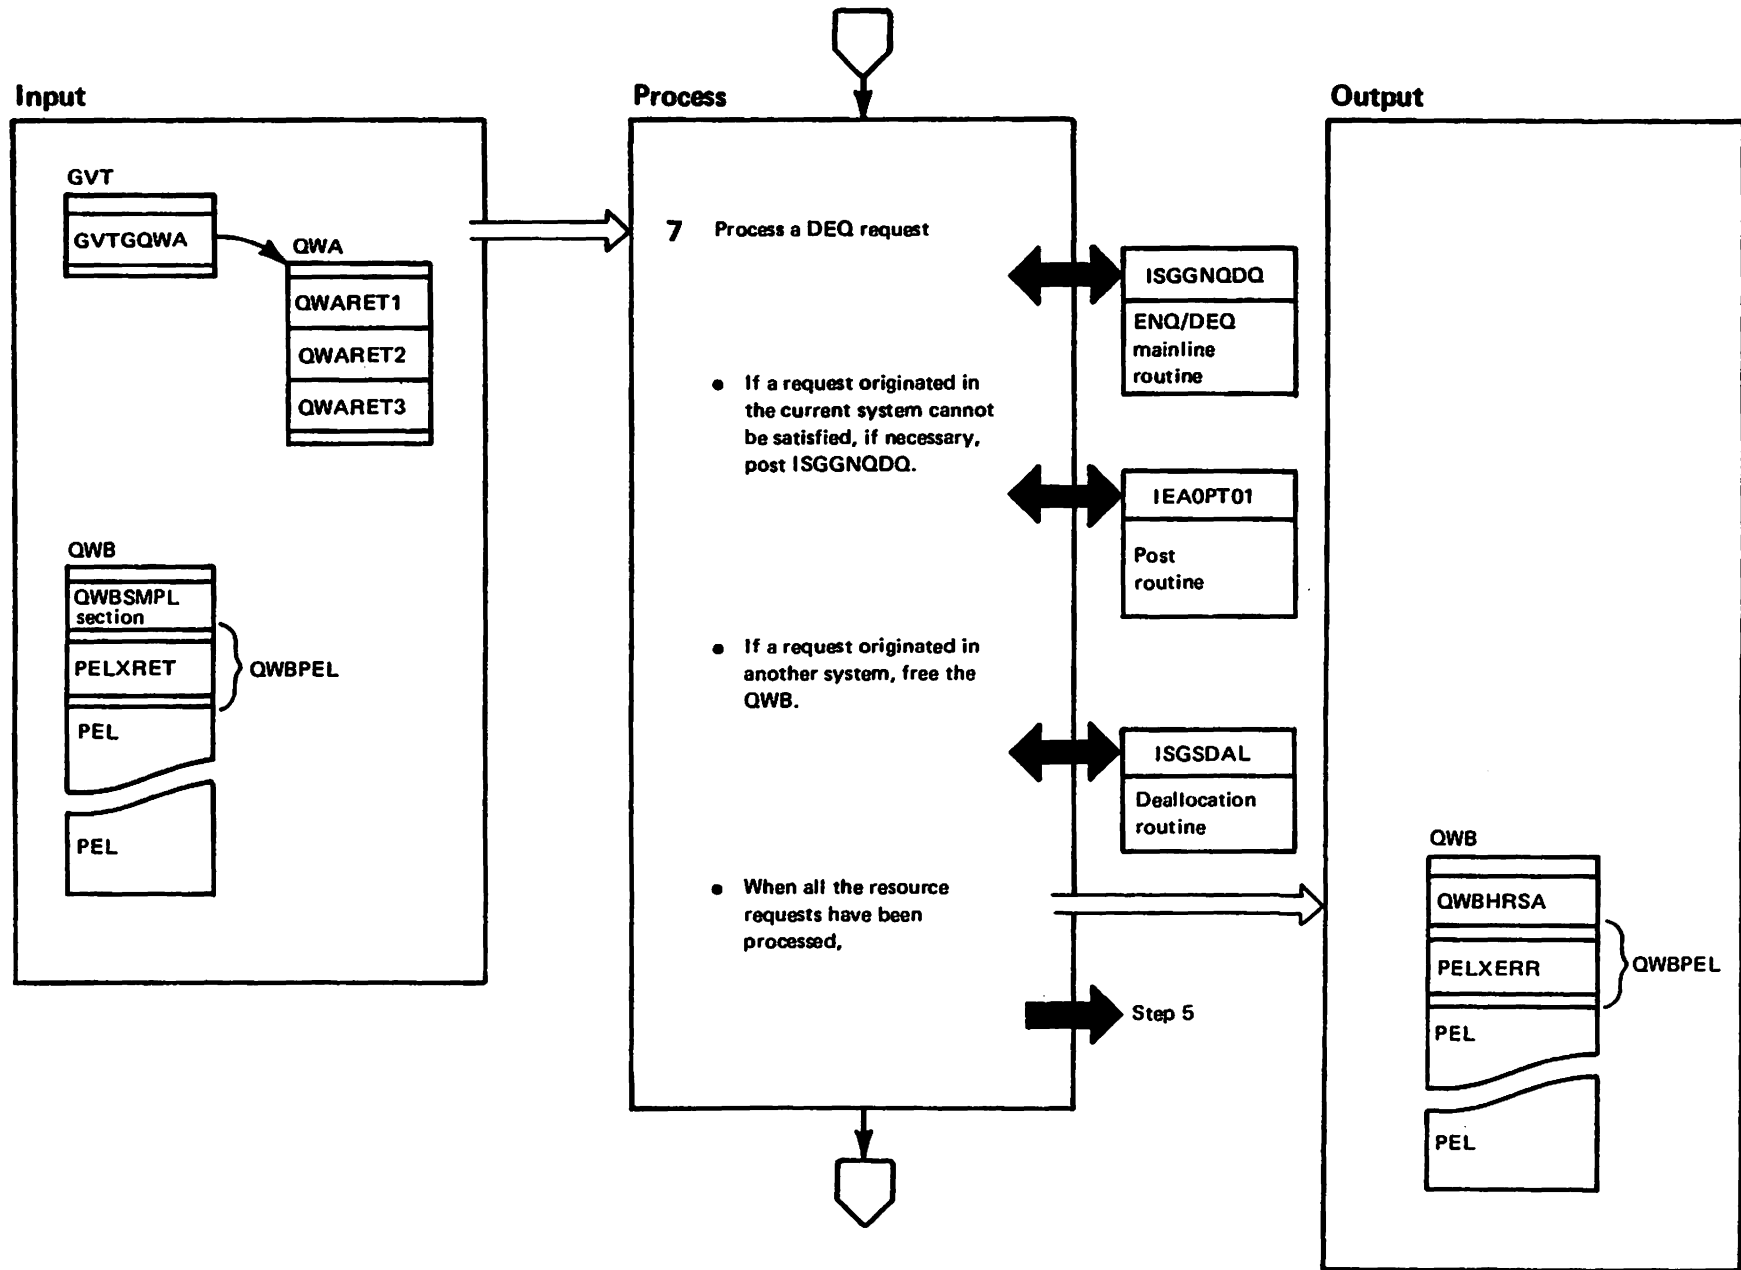 Input
GVT
GVTGQWA
QWA
QWARET1
QWARET2
QWARET3
QWB
QWBSMPL
section
PELXRET
QWBPEL
PEL
PEL
Process
7 Process a DEQ request
ISGGNQDQ
ENQ/DEQ
mainline
routine
• If a request originated in
the current system cannot
be satisfied, if necessary,
post ISGGNQDQ.
IEA0PT01
Post
routine
• If a request originated in
another system, free the
QWB.
ISGSDAL
Deallocation
routine
• When all the resource
requests have been
processed,
Step 5
Output
QWB
QWBHRSA
PELXERR
QWBPEL
PEL
PEL